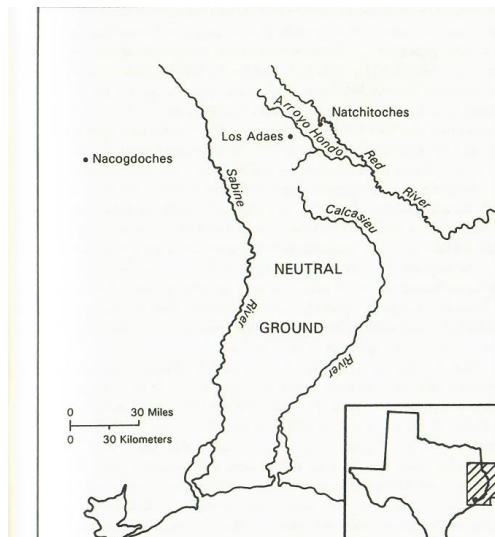 Natchitoches
Arroyo Hondo
Los Adaes
Red
River
Nacogdoches
Sabine
River
Calcasieu
River
NEUTRAL
GROUND
0 30 Miles
0 30 Kilometers